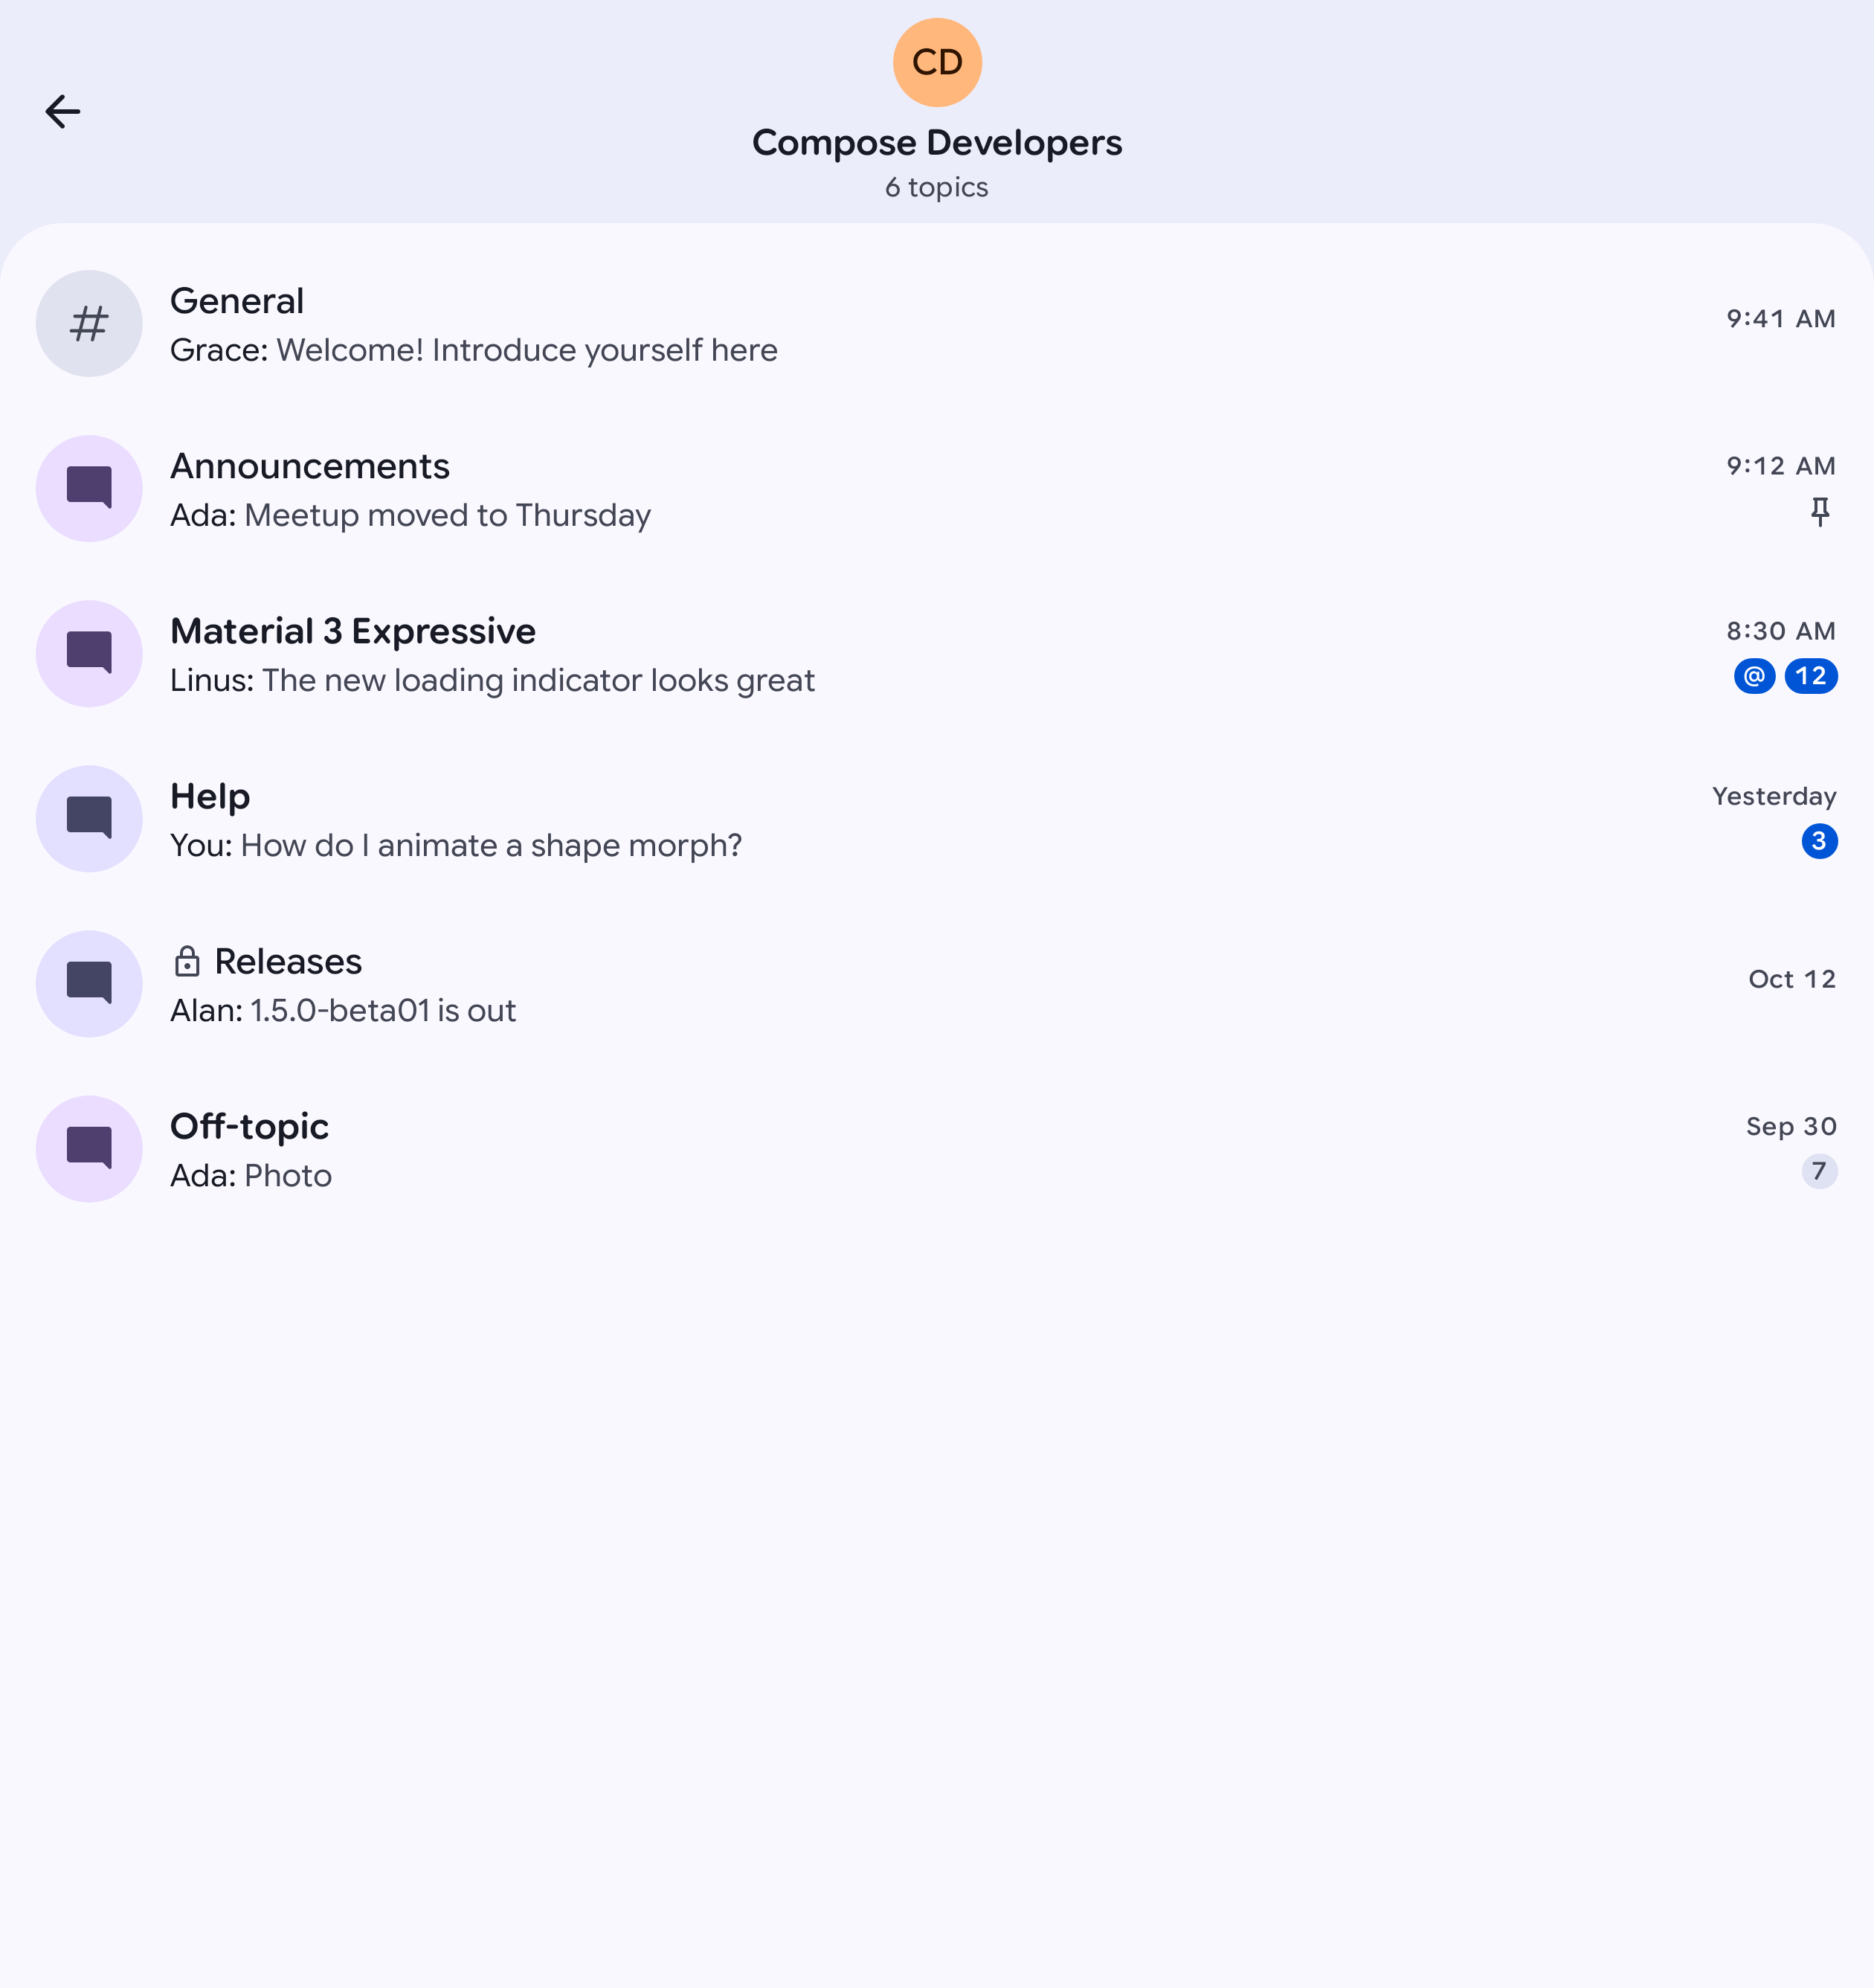 CD
Compose Developers
6 topics
#
General
9:41 AM
Grace: Welcome! Introduce yourself here
Announcements
9:12 AM
Ada: Meetup moved to Thursday
Material 3 Expressive
8:30 AM
Linus: The new loading indicator looks great
@ 12
Help
Yesterday
You: How do I animate a shape morph?
3
Releases
Oct 12
Alan: 1.5.0-beta01 is out
Off-topic
Sep 30
Ada: Photo
7